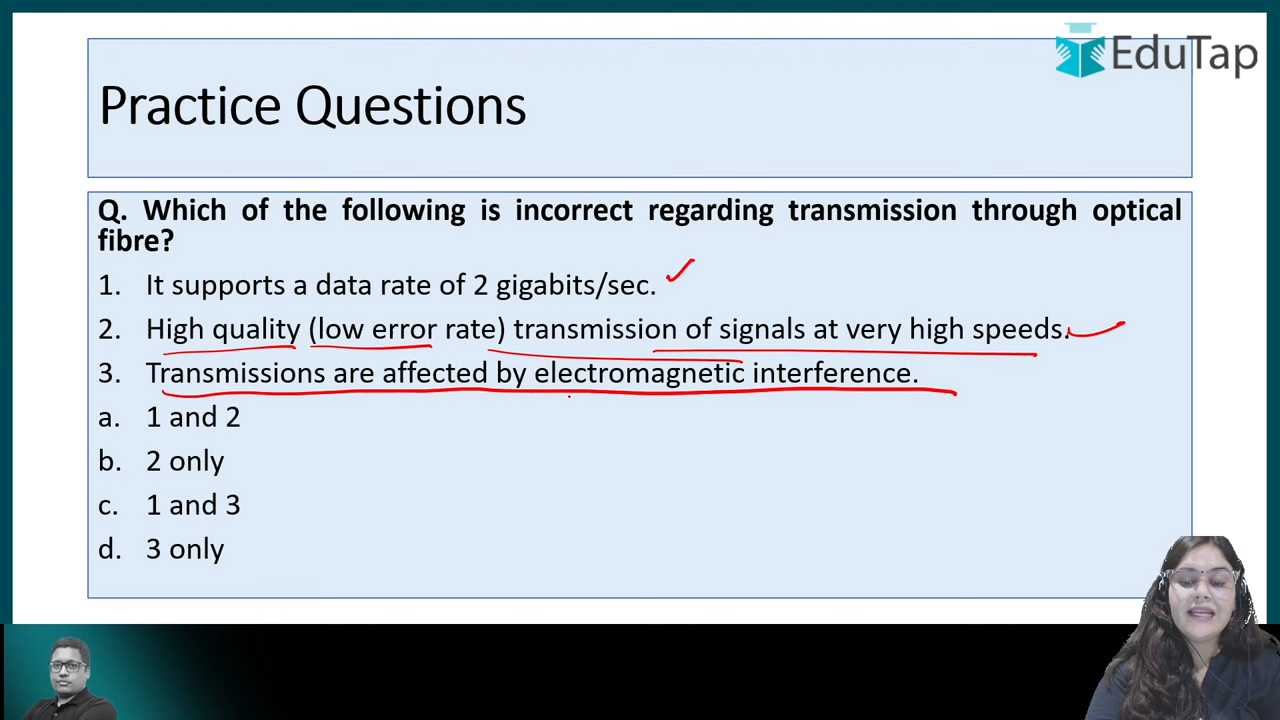 EduTap
Practice Questions
Q. Which of the following is incorrect regarding transmission through optical
fibre?
1. It supports a data rate of 2 gigabits/sec.
2. High quality (low error rate) transmission of signals at very high speeds.
3. Transmissions are affected by electromagnetic interference.
a. 1 and 2
b. 2 only
c. 1 and 3
d. 3 only